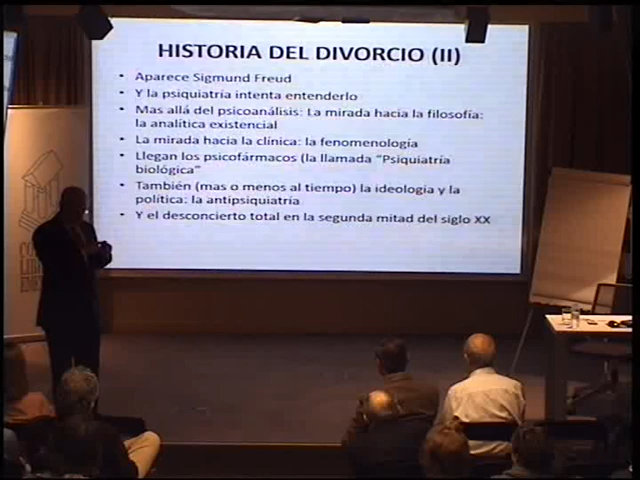 HISTORIA DEL DIVORCIO (II)
• Aparece Sigmund Freud
• Y la psiquiatría intenta entenderlo
• Mas allá del psicoanálisis: La mirada hacia la filosofía:
la analítica existencial
• La mirada hacia la clínica: la fenomenología
• Llegan los psicofármacos (la llamada "Psiquiatría
biológica"
• También (mas o menos al tiempo) la ideología y la
política: la antipsiquiatría
• Y el desconcierto total en la segunda mitad del siglo XX